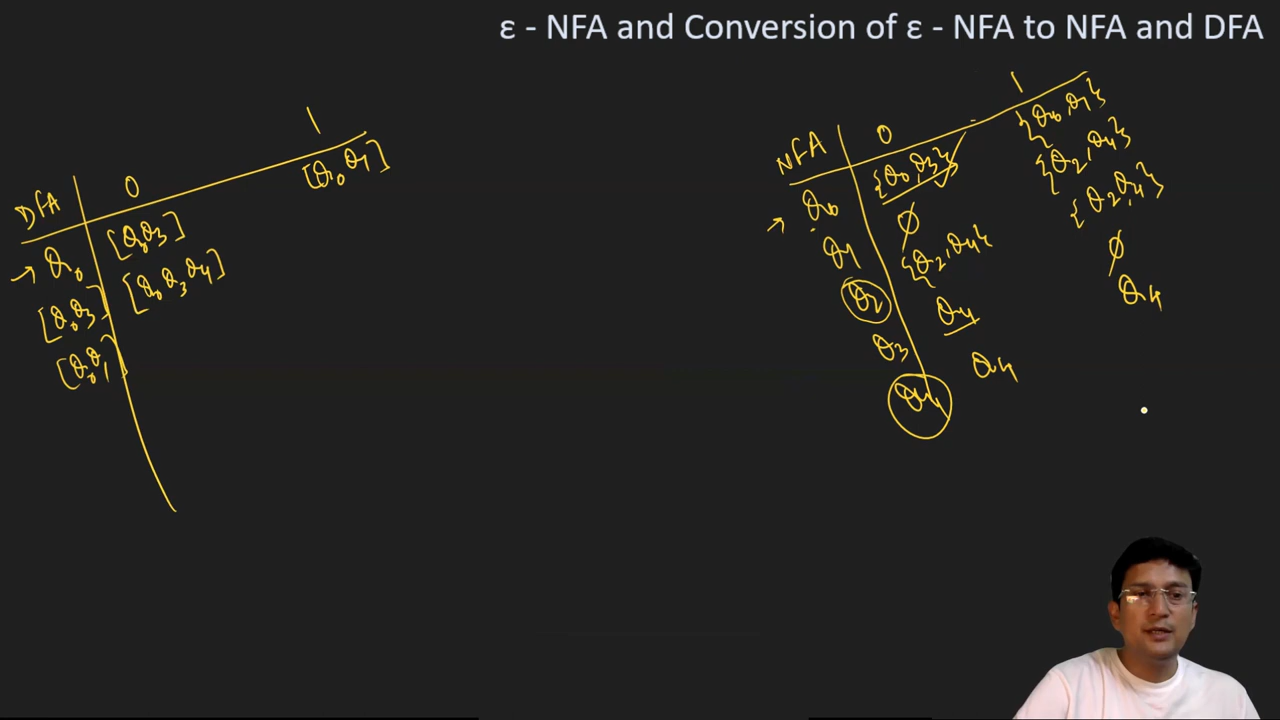 ε - NFA and Conversion of ε - NFA to NFA and DFA
DFA 0 1
→ q0 [q0q3] [q0q1]
[q0q3] [q0q3q4]
[q0q1]
NFA 0 1
→ q0 {q0,q3} {q0,q1}
q1 ϕ {q2,q4}
q2 {q2,q4} {q2,q4}
q3 q4 ϕ
q4 q4 q4